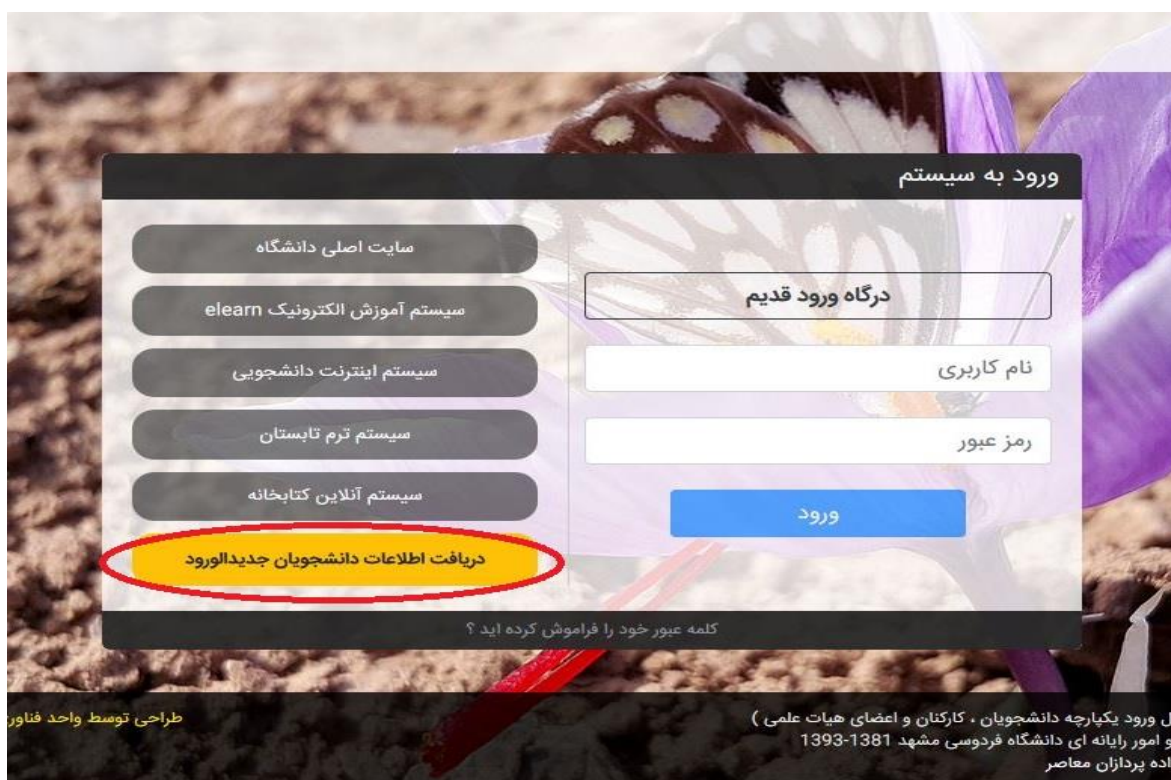 ورود به سیستم
درگاه ورود قدیم
نام کاربری
رمز عبور
ورود
سایت اصلی دانشگاه
سیستم آموزش الکترونیک elearn
سیستم اینترنت دانشجویی
سیستم ترم تابستان
سیستم آنلاین کتابخانه
دریافت اطلاعات دانشجویان جدیدالورود
کلمه عبور خود را فراموش کرده اید ؟
ورود یکپارچه دانشجویان ، کارکنان و اعضای هیات علمی )
و امور رایانه ای دانشگاه فردوسی مشهد 1381-1393
پردازان معاصر
طراحی توسط واحد